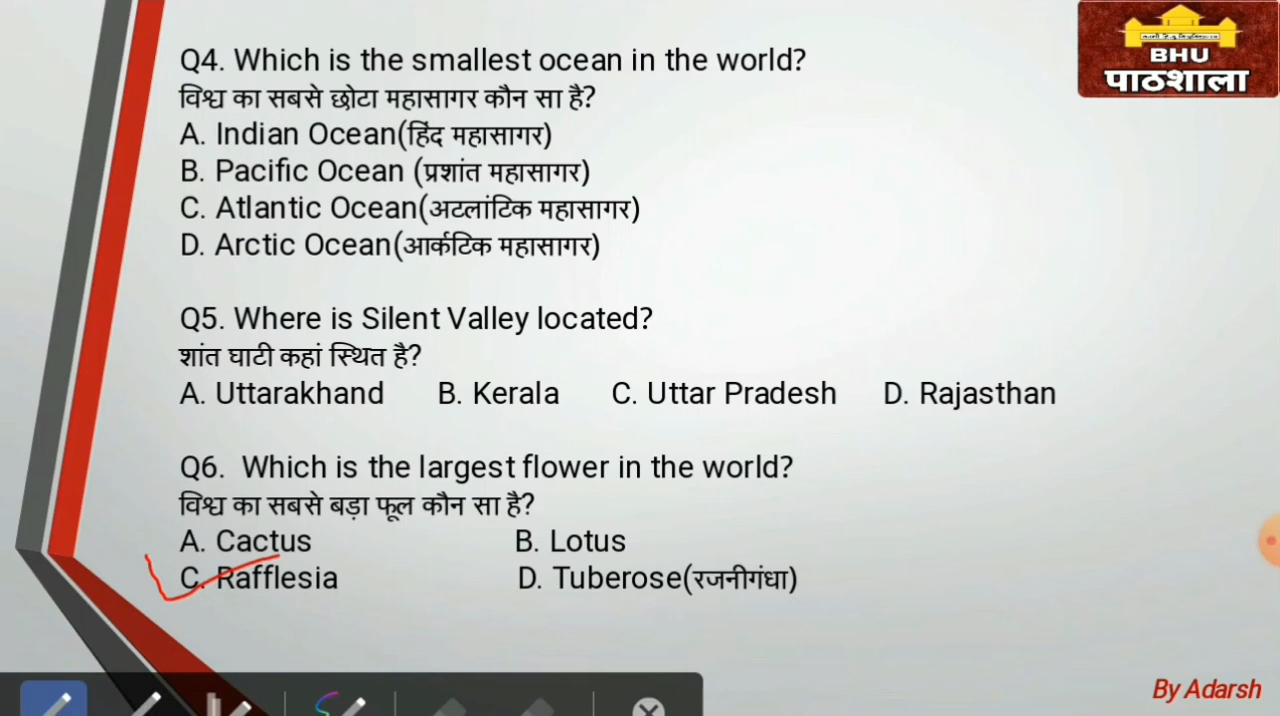 Q4. Which is the smallest ocean in the world?
विश्व का सबसे छोटा महासागर कौन सा है?
A. Indian Ocean(हिंद महासागर)
B. Pacific Ocean (प्रशांत महासागर)
C. Atlantic Ocean(अटलांटिक महासागर)
D. Arctic Ocean(आर्कटिक महासागर)
Q5. Where is Silent Valley located?
शांत घाटी कहां स्थित है?
A. Uttarakhand B. Kerala C. Uttar Pradesh D. Rajasthan
Q6. Which is the largest flower in the world?
विश्व का सबसे बड़ा फूल कौन सा है?
A. Cactus B. Lotus
C. Rafflesia D. Tuberose(रजनीगंधा)
BHU
पाठशाला
By Adarsh